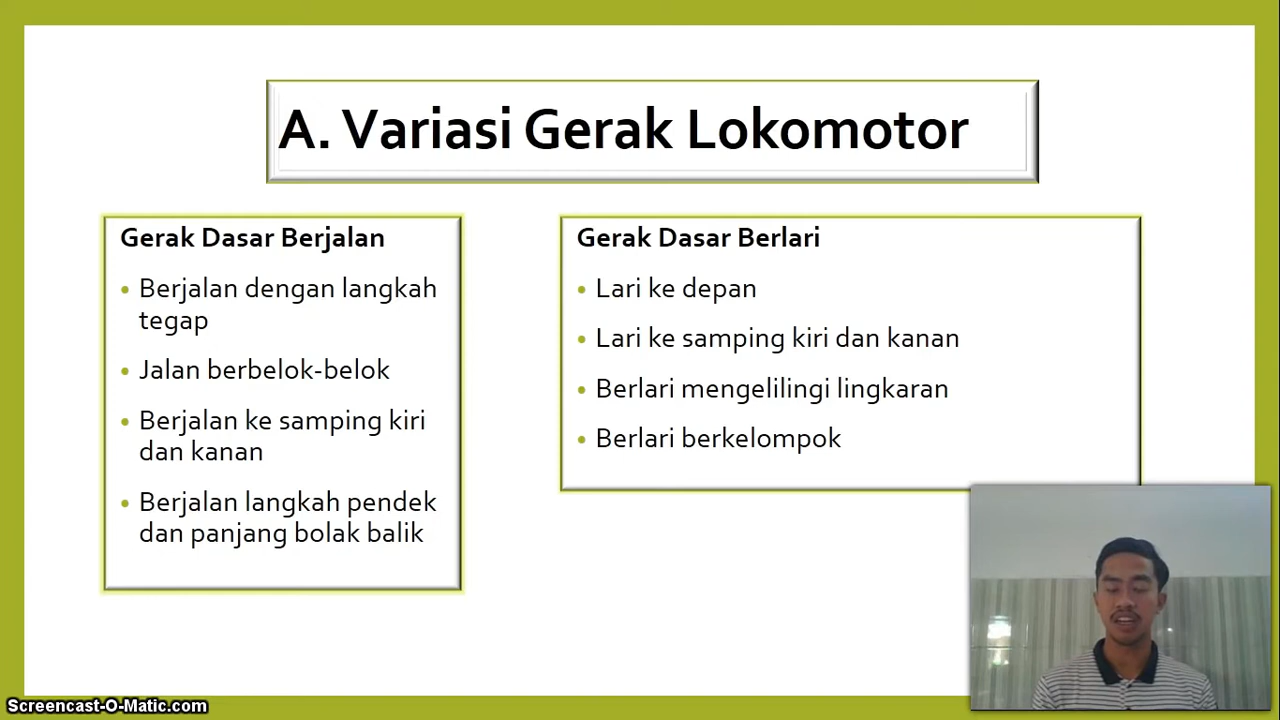 A. Variasi Gerak Lokomotor
Gerak Dasar Berjalan
• Berjalan dengan langkah
tegap
• Jalan berbelok-belok
• Berjalan ke samping kiri
dan kanan
• Berjalan langkah pendek
dan panjang bolak balik
Gerak Dasar Berlari
• Lari ke depan
• Lari ke samping kiri dan kanan
• Berlari mengelilingi lingkaran
• Berlari berkelompok
Screencast-O-Matic.com